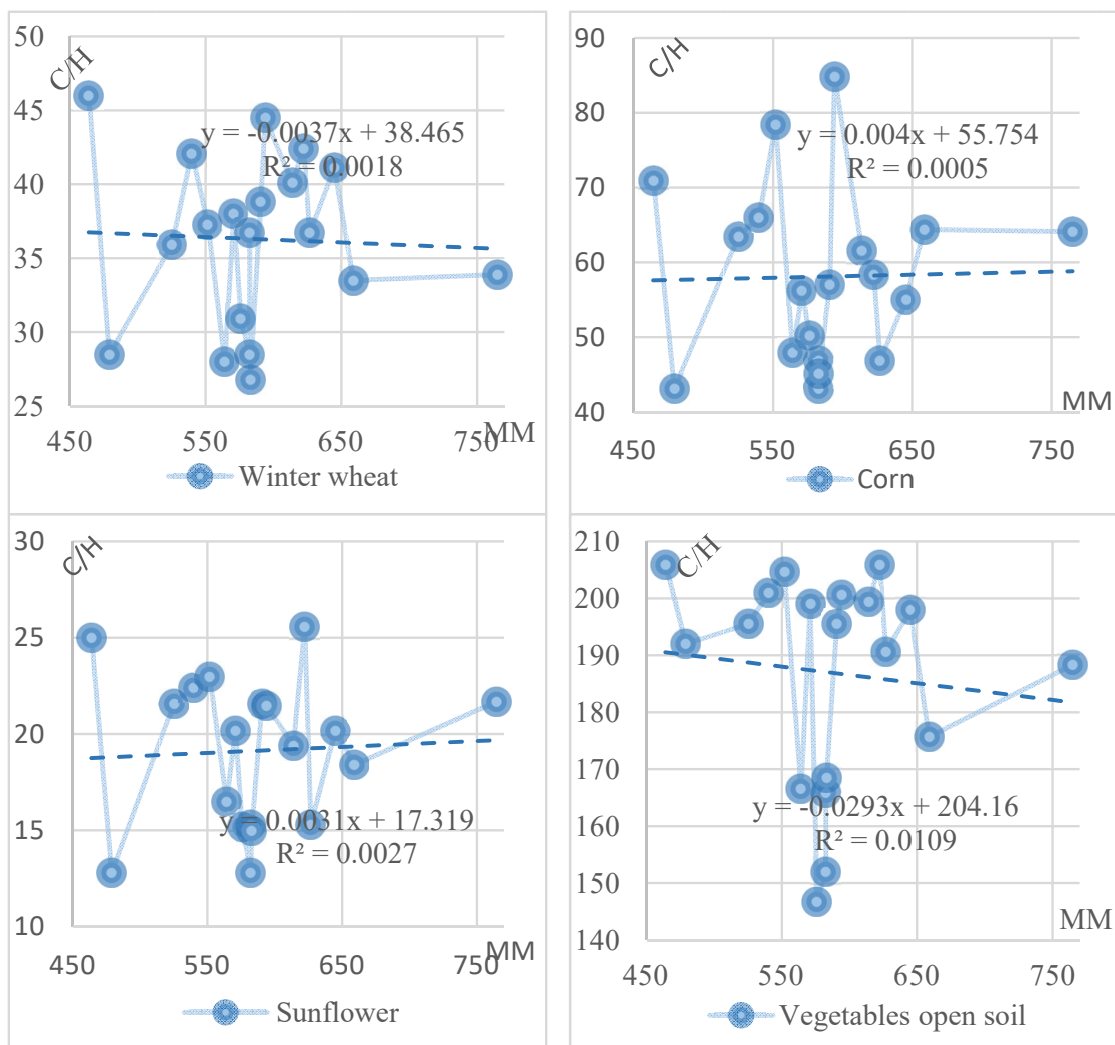 50
C/H
45
y = -0.0037x + 38.465
R² = 0.0018
40
35
30
25
450
550
650
750
MM
Winter wheat
90
C/H
80
y = 0.004x + 55.754
R² = 0.0005
70
60
50
40
MM
450
550
650
750
Corn
30
C/H
25
20
15
y = 0.0031x + 17.319
R² = 0.0027
10
450
550
650
750
MM
Sunflower
210
C/H
200
190
180
170
160
y = -0.0293x + 204.16
R² = 0.0109
150
140
MM
450
550
650
750
Vegetables open soil